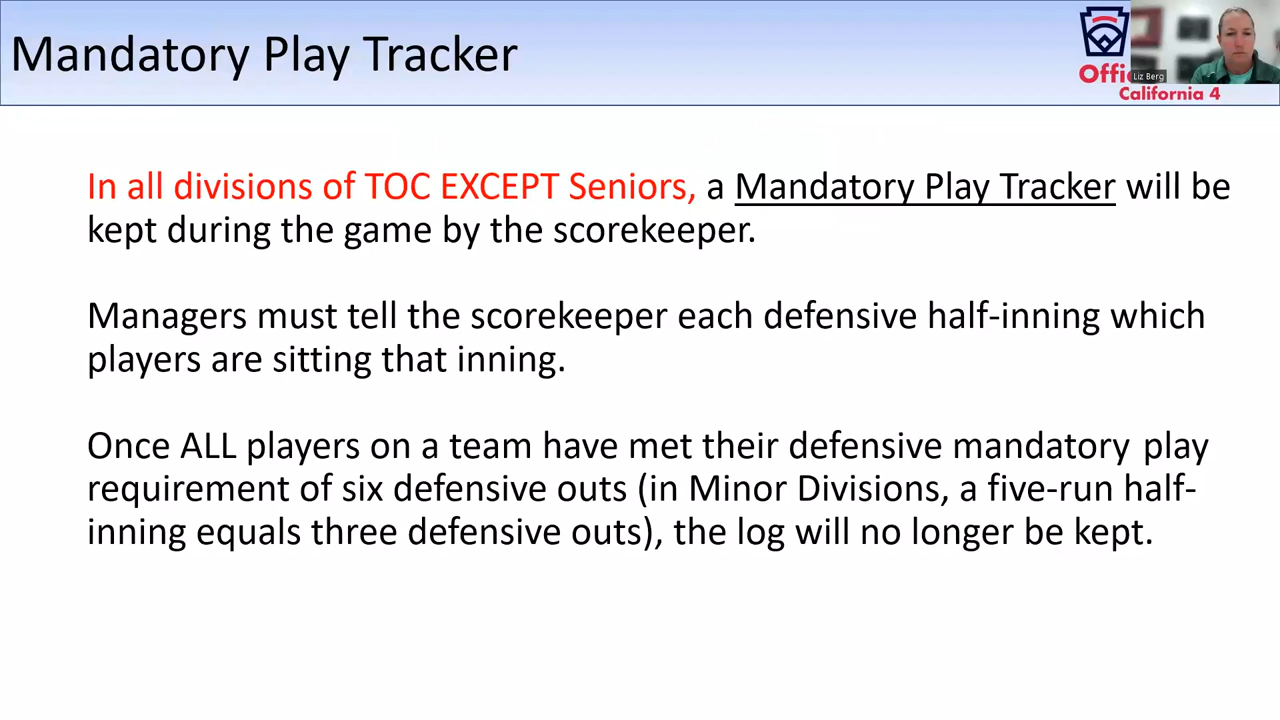 Mandatory Play Tracker
Liz Berg
California 4
In all divisions of TOC EXCEPT Seniors, a Mandatory Play Tracker will be
kept during the game by the scorekeeper.
Managers must tell the scorekeeper each defensive half-inning which
players are sitting that inning.
Once ALL players on a team have met their defensive mandatory play
requirement of six defensive outs (in Minor Divisions, a five-run half-
inning equals three defensive outs), the log will no longer be kept.